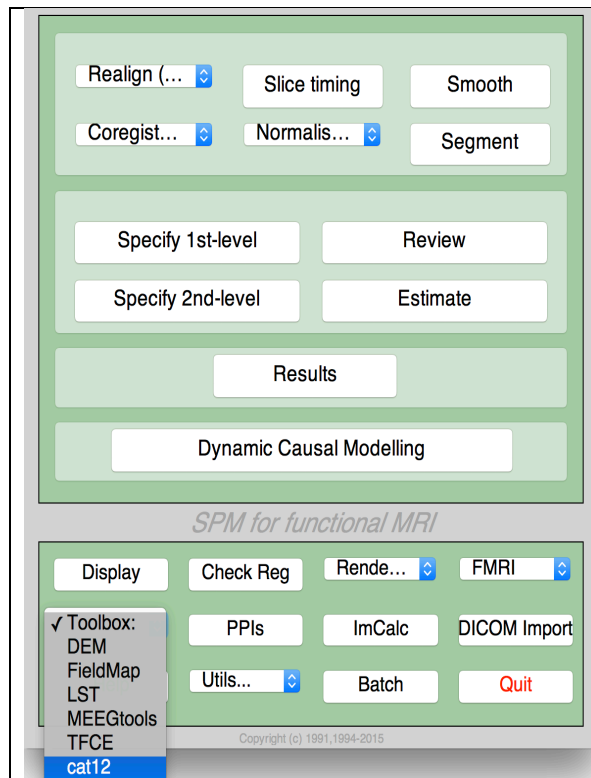 Realign (...
Slice timing
Smooth
Coregist...
Normalis...
Segment
Specify 1st-level
Review
Specify 2nd-level
Estimate
Results
Dynamic Causal Modelling
SPM for functional MRI
Display
Check Reg
Rende...
FMRI
✓ Toolbox:
PPIs
ImCalc
DICOM Import
DEM
FieldMap
LST
MEEGtools
TFCE
cat12
Utils...
Batch
Quit
Copyright (c) 1991,1994-2015